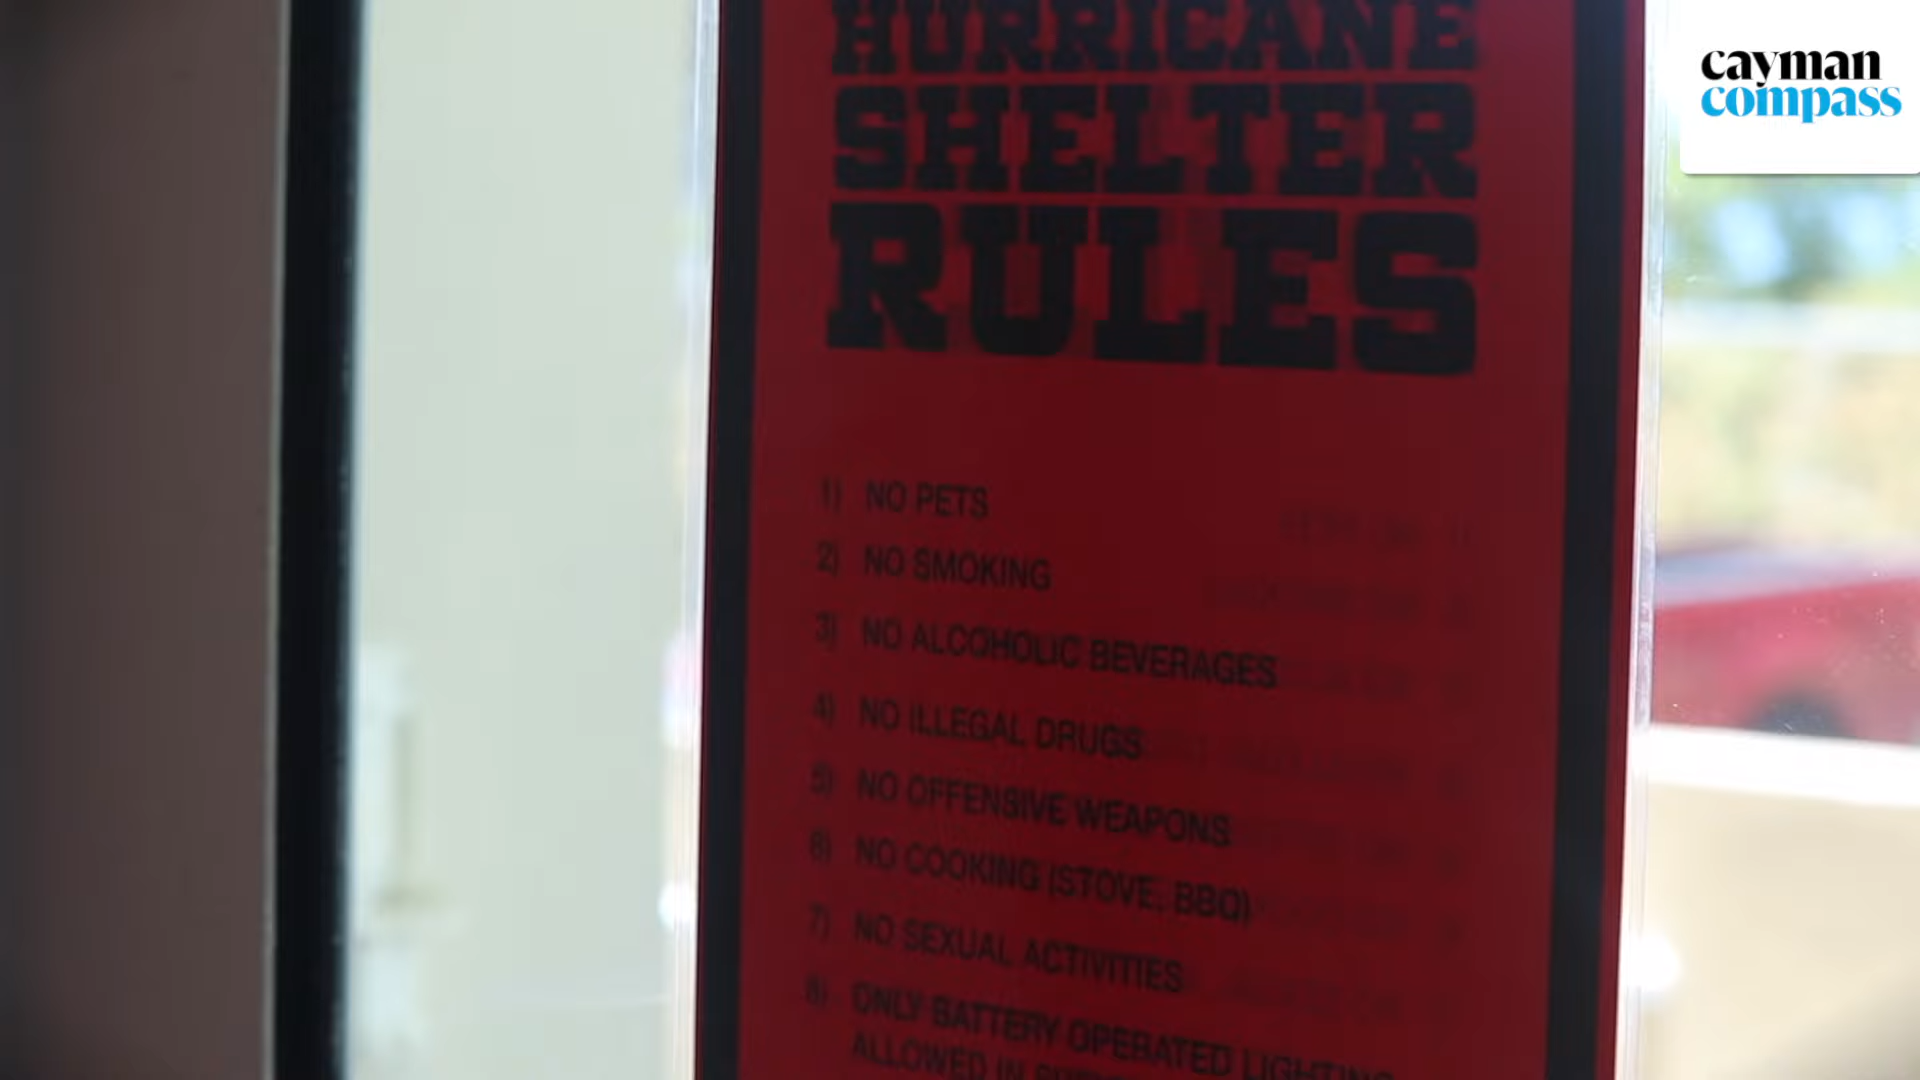 HURRICANE
SHELTER
RULES
1) NO PETS
2) NO SMOKING
3) NO ALCOHOLIC BEVERAGES
4) NO ILLEGAL DRUGS
5) NO OFFENSIVE WEAPONS
6) NO COOKING (STOVE, BBQ)
7) NO SEXUAL ACTIVITIES
8) ONLY BATTERY OPERATED LIGHTING
ALLOWED IN
cayman
compass